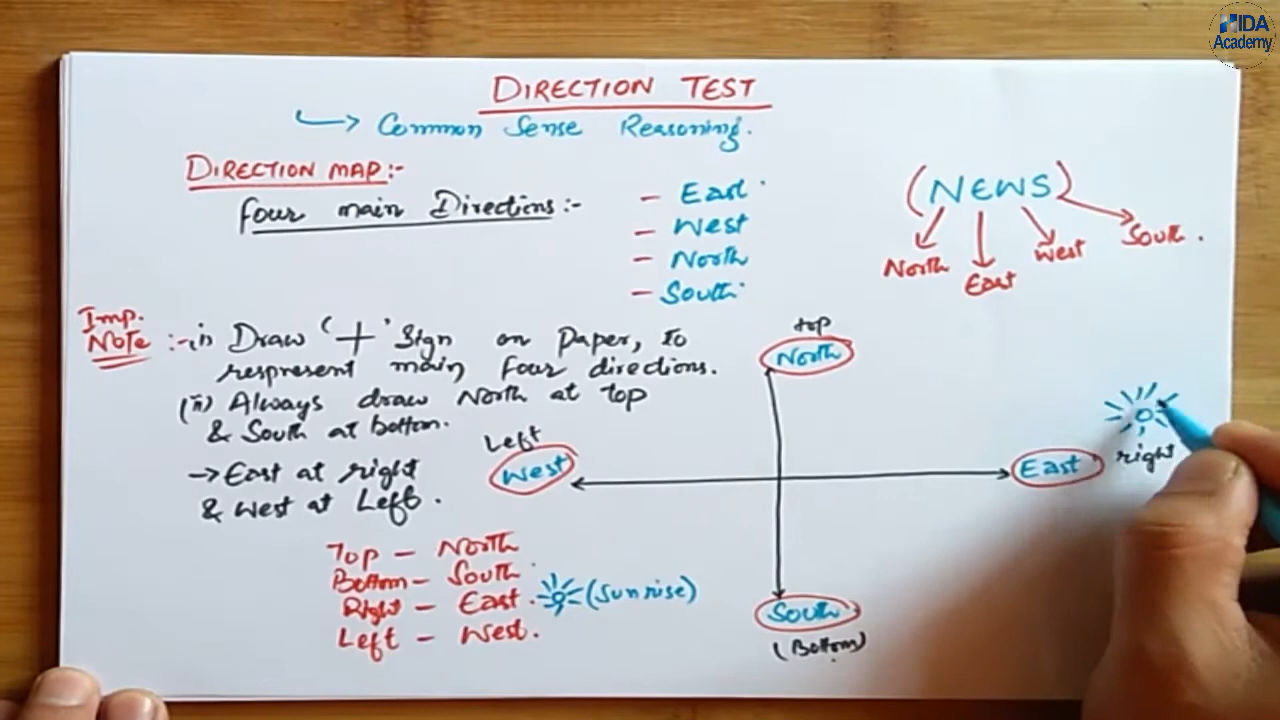 HIDA
Academy
DIRECTION TEST
Common Sense Reasoning.
DIRECTION MAP:-
four main Directions:-
- East
- West
- North
- South
(NEWS)
North
East
West
South.
Imp.
Note :- i) Draw '+' Sign on Paper, to
respresent main four directions.
(ii) Always draw North at top
& South at bottom.
→ East at right
& West at Left.
top
North
Left
West
East
right
South
(Bottom)
Top - North
Bottom - South
Right - East. (Sunrise)
Left - West.